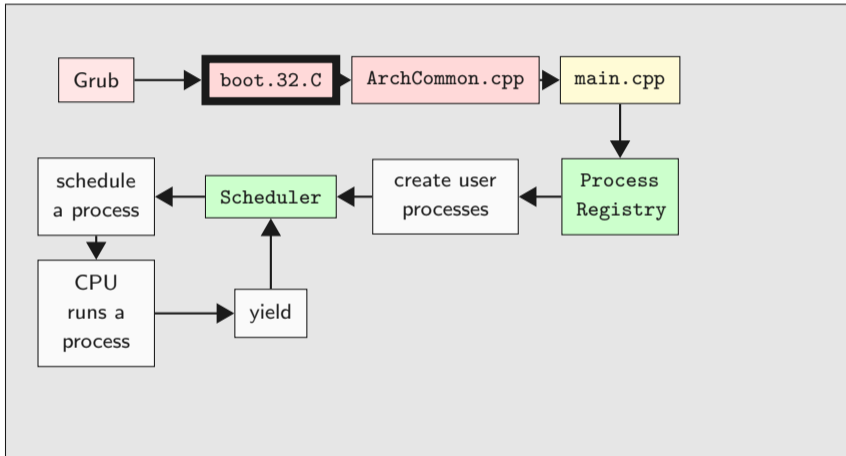 Grub
boot.32.C
ArchCommon.cpp
main.cpp
schedule
a process
Scheduler
create user
processes
Process
Registry
CPU
runs a
process
yield